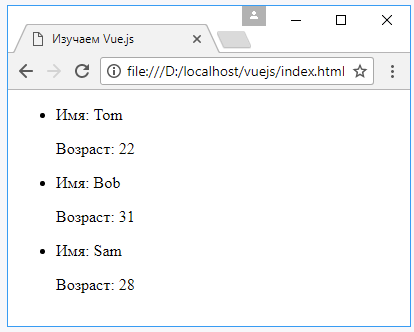 Изучаем Vue.js
file:///D:/localhost/vuejs/index.html
Имя: Tom
Возраст: 22
Имя: Bob
Возраст: 31
Имя: Sam
Возраст: 28